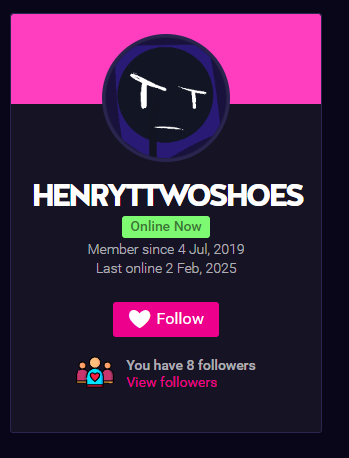 HENRYTTWOSHOES
Online Now
Member since 4 Jul, 2019
Last online 2 Feb, 2025
Follow
You have 8 followers
View followers